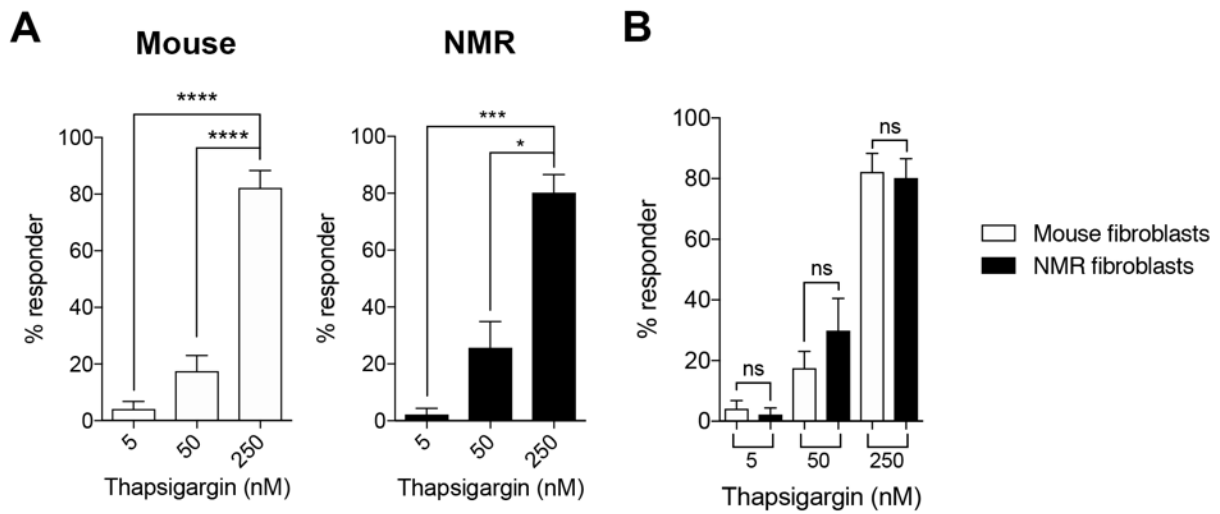 A
Mouse
****
****
100
80
60
40
20
0
% responder
5
50
250
Thapsigargin (nM)
NMR
***
*
100
80
60
40
20
0
% responder
5
50
250
Thapsigargin (nM)
B
100
80
60
40
20
0
% responder
ns
ns
ns
5
50
250
Thapsigargin (nM)
Mouse fibroblasts
NMR fibroblasts